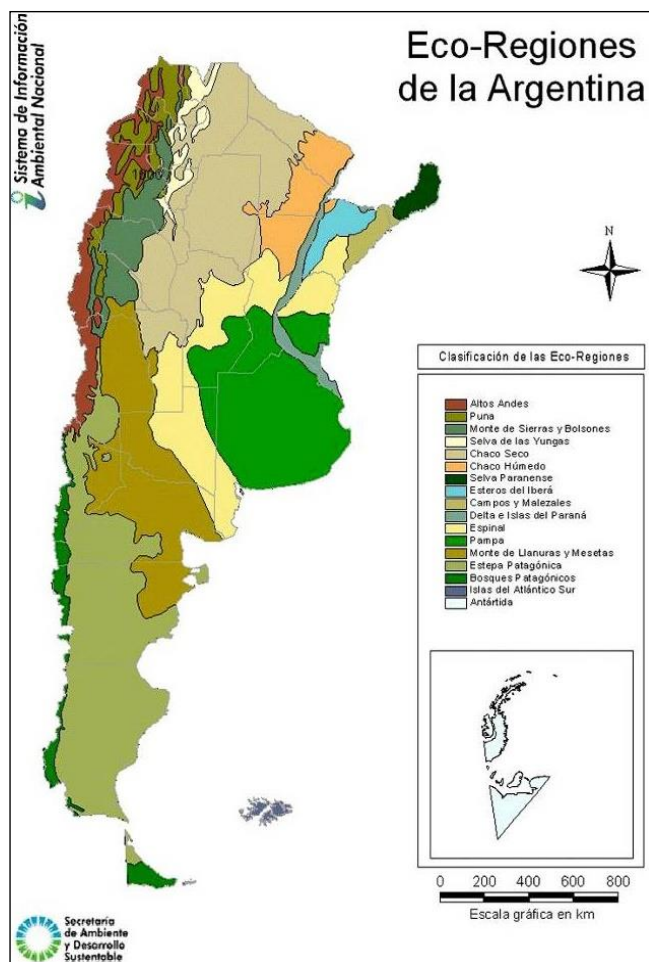 Eco-Regiones
de la Argentina
Sistema de Información
Ambiental Nacional
N
Clasificación de las Eco-Regiones
Altos Andes
Puna
Monte de Sierras y Bolsones
Selva de las Yungas
Chaco Seco
Chaco Húmedo
Selva Paranense
Esteros del Iberá
Campos y Malezales
Delta e Islas del Paraná
Espinal
Pampa
Monte de Llanuras y Mesetas
Estepa Patagónica
Bosques Patagónicos
Islas del Atlántico Sur
Antártida
0 200 400 600 800
Escala gráfica en km
Secretaría
de Ambiente
y Desarrollo
Sustentable